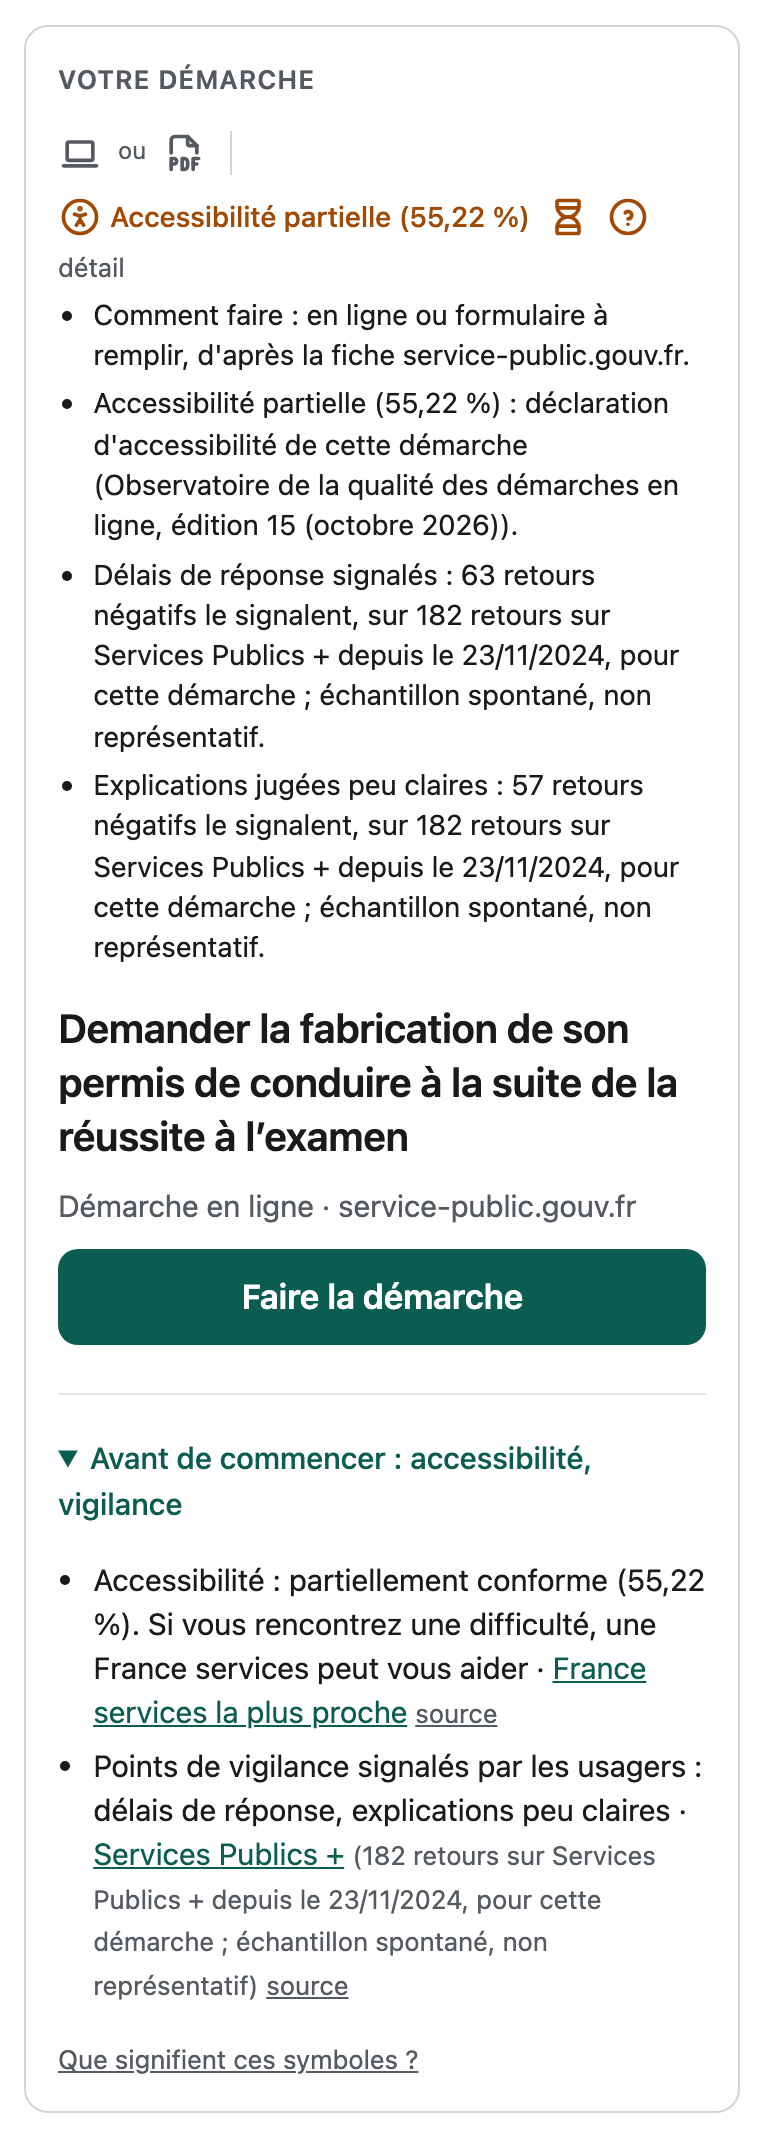 VOTRE DÉMARCHE
ou PDF
Accessibilité partielle (55,22 %) ?
détail
• Comment faire : en ligne ou formulaire à
remplir, d'après la fiche service-public.gouv.fr.
• Accessibilité partielle (55,22 %) : déclaration
d'accessibilité de cette démarche
(Observatoire de la qualité des démarches en
ligne, édition 15 (octobre 2026)).
• Délais de réponse signalés : 63 retours
négatifs le signalent, sur 182 retours sur
Services Publics + depuis le 23/11/2024, pour
cette démarche ; échantillon spontané, non
représentatif.
• Explications jugées peu claires : 57 retours
négatifs le signalent, sur 182 retours sur
Services Publics + depuis le 23/11/2024, pour
cette démarche ; échantillon spontané, non
représentatif.
Demander la fabrication de son
permis de conduire à la suite de la
réussite à l’examen
Démarche en ligne · service-public.gouv.fr
Faire la démarche
▼ Avant de commencer : accessibilité,
vigilance
• Accessibilité : partiellement conforme (55,22
%). Si vous rencontrez une difficulté, une
France services peut vous aider · France
services la plus proche source
• Points de vigilance signalés par les usagers :
délais de réponse, explications peu claires ·
Services Publics + (182 retours sur Services
Publics + depuis le 23/11/2024, pour cette
démarche ; échantillon spontané, non
représentatif) source
Que signifient ces symboles ?